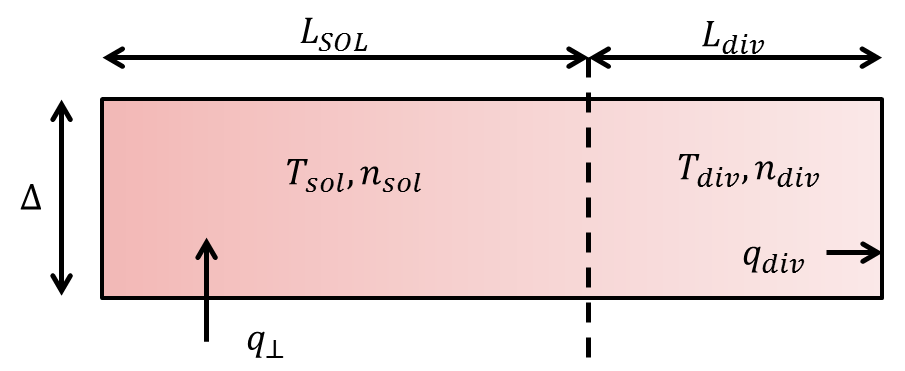 L_SOL L_div
T_sol, n_sol T_div, n_div
Δ
q_div
q_⊥